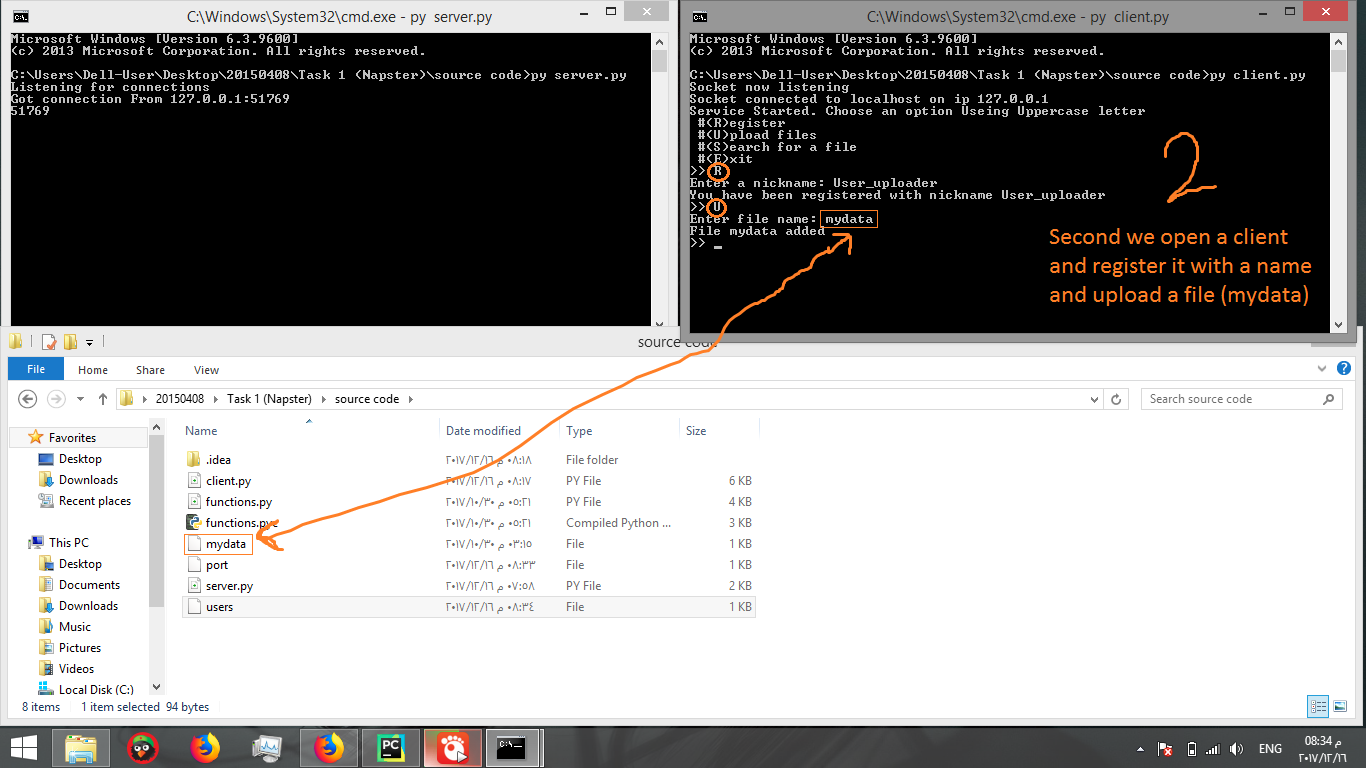 C:\Windows\System32\cmd.exe - py  server.py
Microsoft Windows [Version 6.3.9600]
(c) 2013 Microsoft Corporation. All rights reserved.
C:\Users\Dell-User\Desktop\20150408\Task 1 (Napster)\source code>py server.py
Listening for connections
Got connection From 127.0.0.1:51769
51769
C:\Windows\System32\cmd.exe - py  client.py
Microsoft Windows [Version 6.3.9600]
(c) 2013 Microsoft Corporation. All rights reserved.
C:\Users\Dell-User\Desktop\20150408\Task 1 (Napster)\source code>py client.py
Socket now listening
Socket connected to localhost on ip 127.0.0.1
Service Started. Choose an option Using Uppercase letter
#(R)egister
#(U)pload files
#(S)earch for a file
#(E)xit
>> R
Enter a nickname: User_uploader
You have been registered with nickname User_uploader
>> U
Enter file name: mydata
File mydata added
>> _
2
Second we open a client
and register it with a name
and upload a file (mydata)
source code
File Home Share View
20150408 Task 1 (Napster) source code
Search source code
Favorites
Desktop
Downloads
Recent places
This PC
Desktop
Documents
Downloads
Music
Pictures
Videos
Local Disk (C:)
Name Date modified Type Size
.idea ٢٠١٧/١٢/١٦ م ٠٨:١٨ File folder
client.py ٢٠١٧/١٢/١٦ م ٠٨:١٧ PY File 6 KB
functions.py ٢٠١٧/١٠/٣٠ م ٠٥:٢١ PY File 4 KB
functions.pyc ٢٠١٧/١٠/٣٠ م ٠٥:٢١ Compiled Python ... 3 KB
mydata ٢٠١٧/١٠/٣٠ م ٠٣:١٥ File 1 KB
port ٢٠١٧/١٢/١٦ م ٠٨:٣٣ File 1 KB
server.py ٢٠١٧/١٢/١٦ م ٠٧:٥٨ PY File 2 KB
users ٢٠١٧/١٢/١٦ م ٠٨:٣٤ File 1 KB
8 items 1 item selected 94 bytes
PC
C:\.
ENG
08:34 م
٢٠١٧/١٢/١٦